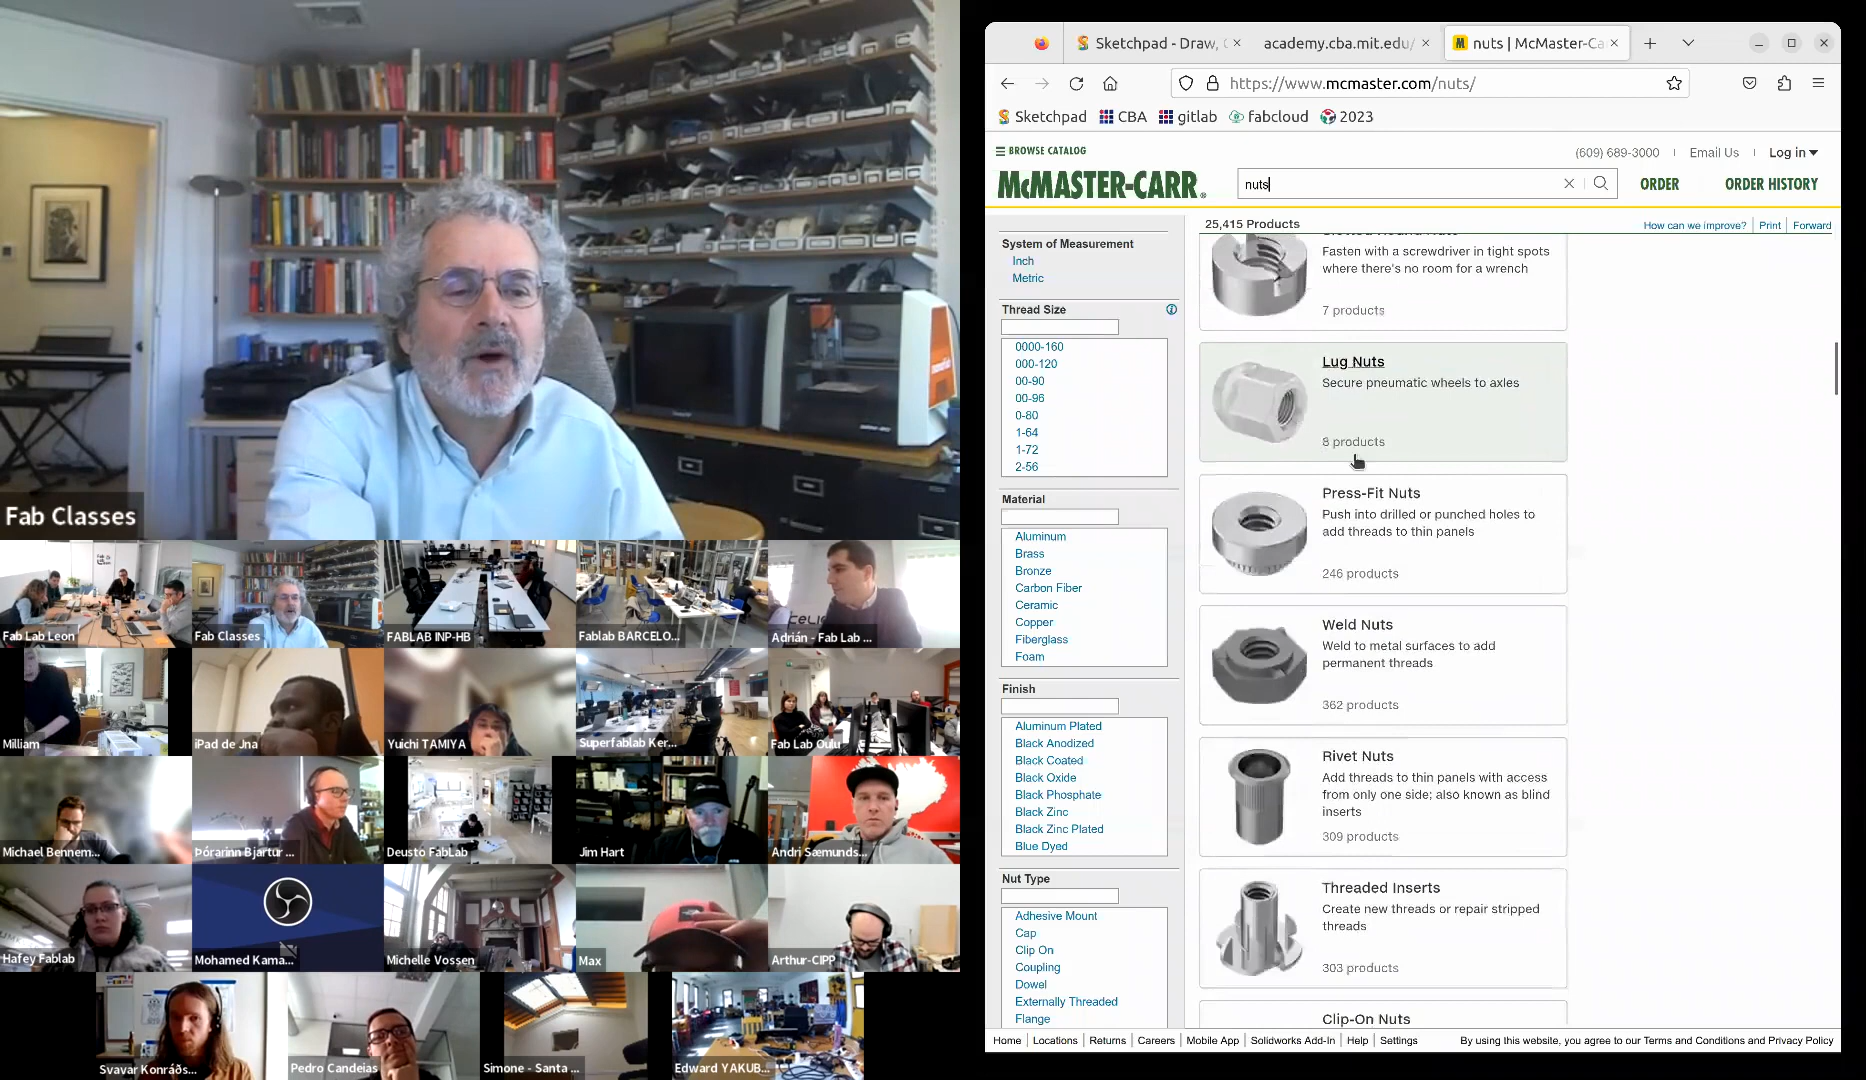 Fab Classes
Fab Lab Leon
Fab Classes
FABLAB INP-HB
Fablab BARCELO...
Adrián - Fab Lab ...
Milliam
iPad de Jna
Yuichi TAMIYA
Superfablab Ker...
Fab Lab Oulu
Michael Bennem...
Þórarinn Bjartur ...
Deusto FabLab
Jim Hart
Andri Sæmunds...
Hafey Fablab
Mohamed Kama...
Michelle Vossen
Max
Arthur-CIPP
Svavar Konráðs...
Pedro Candeias
Simone - Santa ...
Edward YAKUB...
Sketchpad - Draw,
academy.cba.mit.edu/
nuts | McMaster-Ca
https://www.mcmaster.com/nuts/
Sketchpad CBA gitlab fabcloud 2023
BROWSE CATALOG
(609) 689-3000 Email Us Log in
McMASTER-CARR®
nuts
ORDER
ORDER HISTORY
25,415 Products
How can we improve? Print Forward
System of Measurement
Inch
Metric
Thread Size
0000-160
000-120
00-90
00-96
0-80
1-64
1-72
2-56
Material
Aluminum
Brass
Bronze
Carbon Fiber
Ceramic
Copper
Fiberglass
Foam
Finish
Aluminum Plated
Black Anodized
Black Coated
Black Oxide
Black Phosphate
Black Zinc
Black Zinc Plated
Blue Dyed
Nut Type
Adhesive Mount
Cap
Clip On
Coupling
Dowel
Externally Threaded
Flange
Fasten with a screwdriver in tight spots
where there's no room for a wrench
7 products
Lug Nuts
Secure pneumatic wheels to axles
8 products
Press-Fit Nuts
Push into drilled or punched holes to
add threads to thin panels
246 products
Weld Nuts
Weld to metal surfaces to add
permanent threads
362 products
Rivet Nuts
Add threads to thin panels with access
from only one side; also known as blind
inserts
309 products
Threaded Inserts
Create new threads or repair stripped
threads
303 products
Clip-On Nuts
Home Locations Returns Careers Mobile App Solidworks Add-In Help Settings
By using this website, you agree to our Terms and Conditions and Privacy Policy